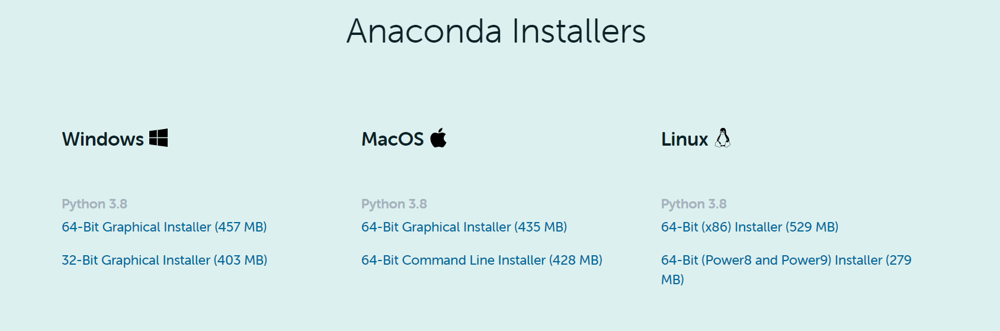 Anaconda Installers
Windows
Python 3.8
64-Bit Graphical Installer (457 MB)
32-Bit Graphical Installer (403 MB)
MacOS
Python 3.8
64-Bit Graphical Installer (435 MB)
64-Bit Command Line Installer (428 MB)
Linux
Python 3.8
64-Bit (x86) Installer (529 MB)
64-Bit (Power8 and Power9) Installer (279
MB)